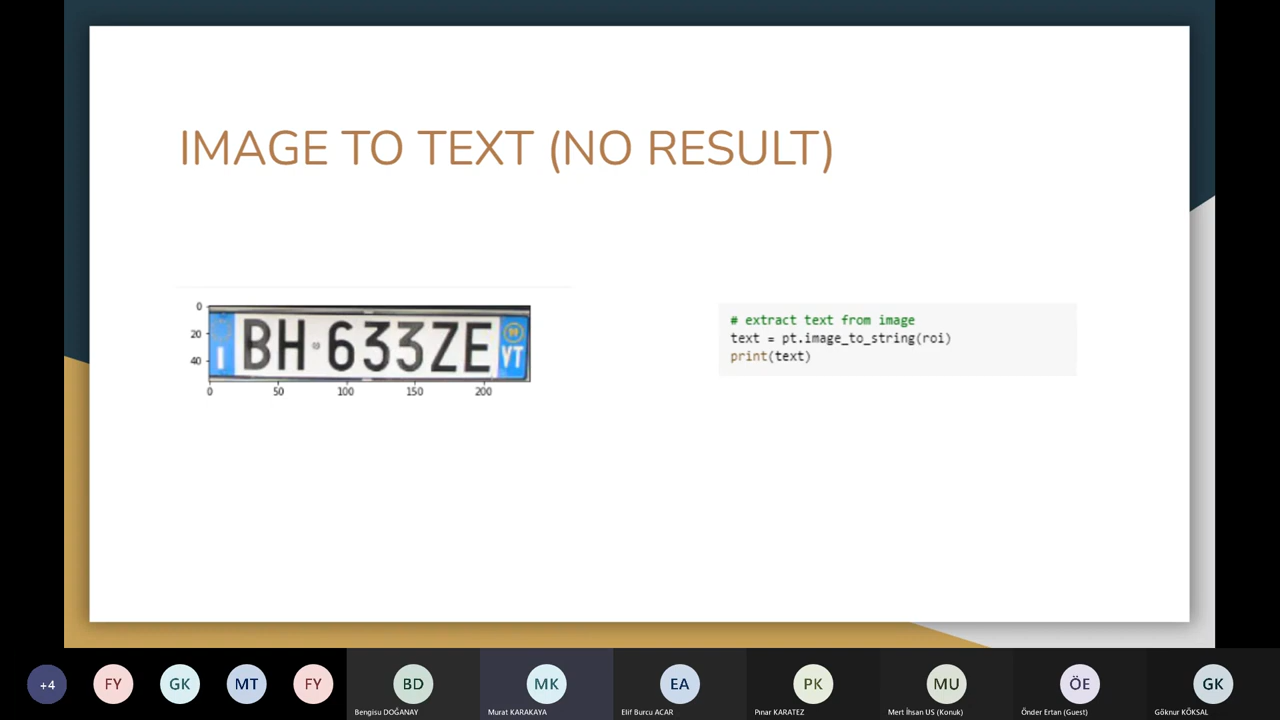 IMAGE TO TEXT (NO RESULT)
0
20
40
I
BH 633ZE
98
VT
0
50
100
150
200
# extract text from image
text = pt.image_to_string(roi)
print(text)
+4
FY
GK
MT
FY
BD
MK
EA
PK
MU
ÖE
GK
Bengisu DOĞANAY
Murat KARAKAYA
Elif Burcu ACAR
Pınar KARATEZ
Mert İhsan US (Konuk)
Önder Ertan (Guest)
Göknur KÖKSAL